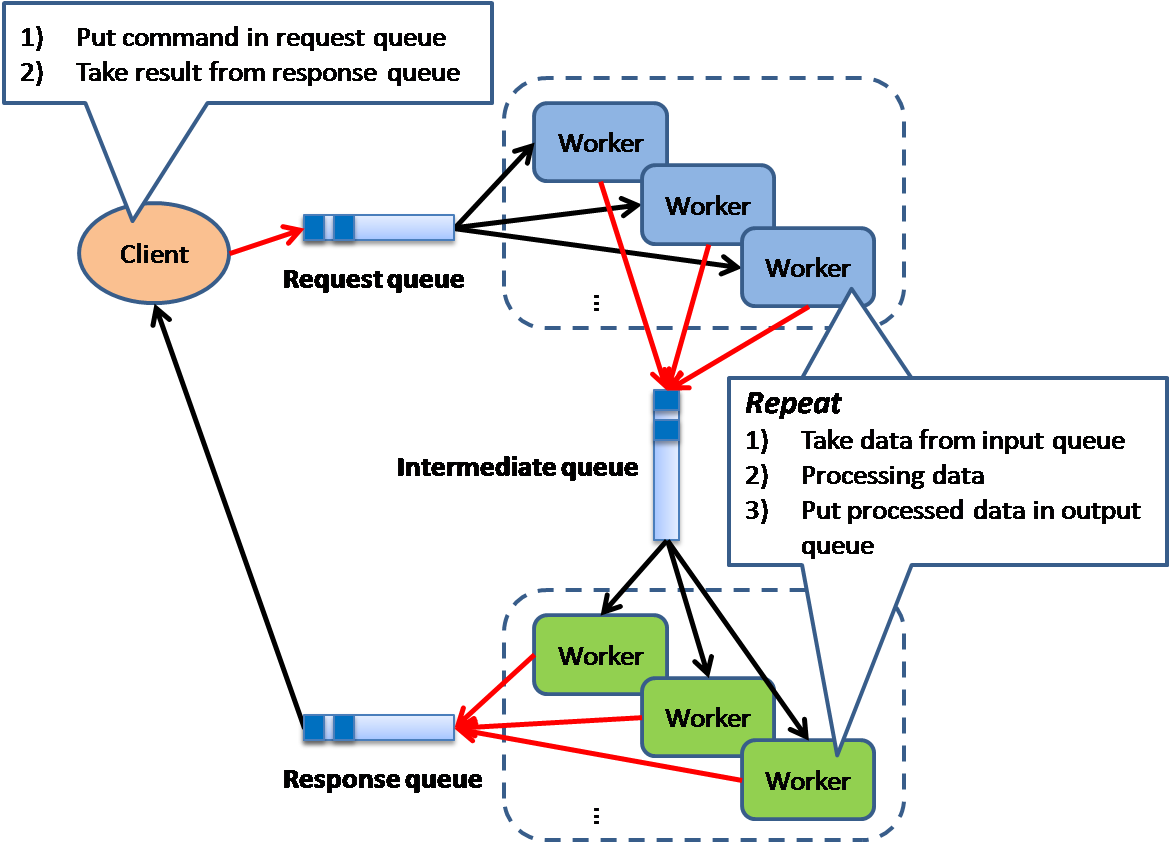 1) Put command in request queue
2) Take result from response queue
Worker
Worker
Worker
Client
Request queue
...
Repeat
1) Take data from input queue
2) Processing data
3) Put processed data in output
queue
Intermediate queue
Worker
Worker
Worker
Response queue
...